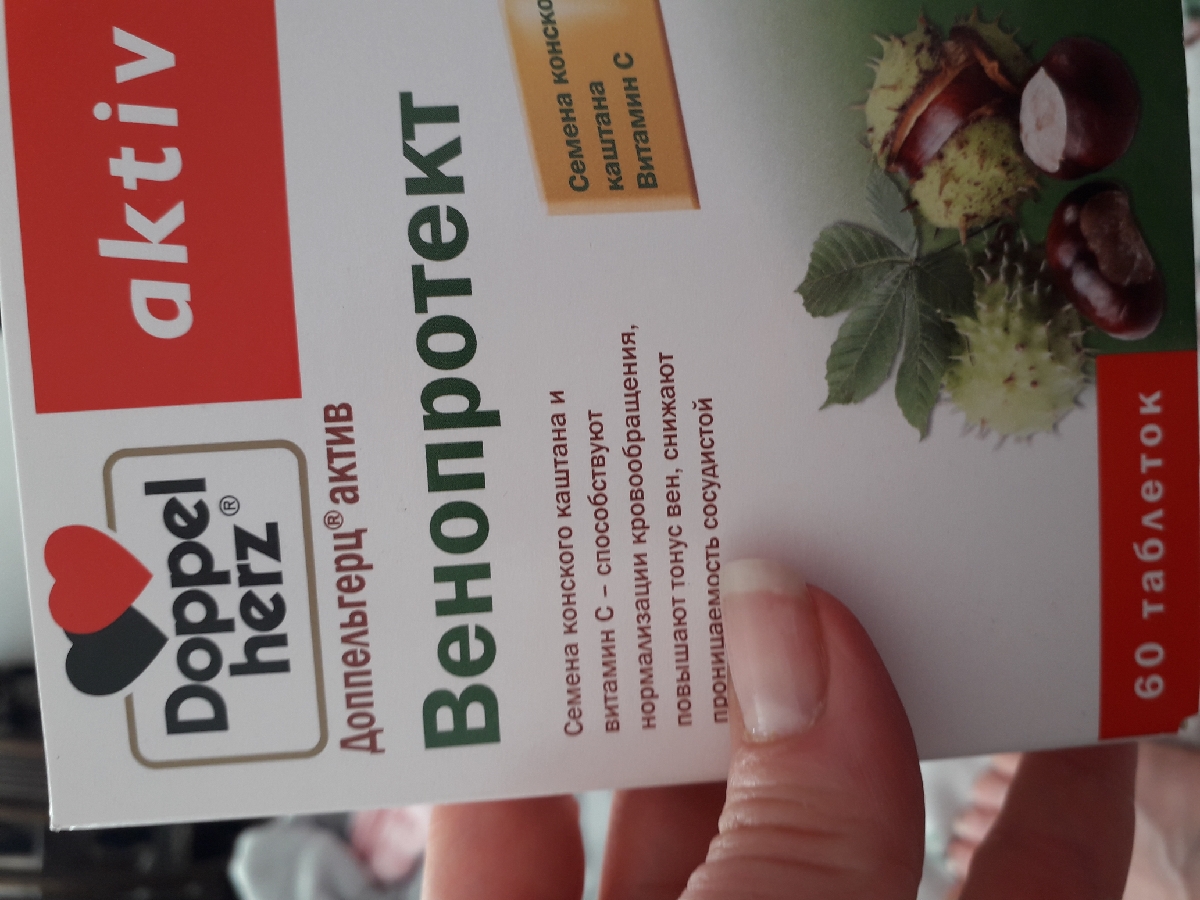 Doppel
herz®
aktiv
Доппельгерц® актив
Венопротект
Семена конско
каштана
Витамин С
Семена конского каштана и
витамин С – способствуют
нормализации кровообращения,
повышают тонус вен, снижают
проницаемость сосудистой
60 таблеток